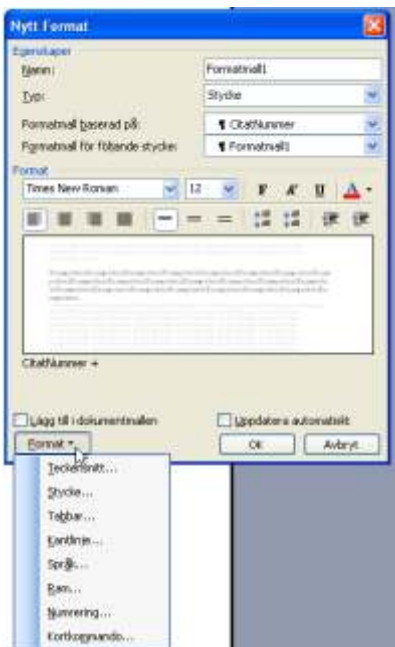 Nytt Format
Egenskaper
Namn: Formatmall1
Typ: Stycke
Formatmall baserad på: ¶ CitatNummer
Formatmall för följande stycke: ¶ Formatmall1
Format
Times New Roman 12 F K U A
CitatNummer +
Lägg till i dokumentmallen Uppdatera automatiskt
Format OK Avbryt
Teckensnitt...
Stycke...
Tabbar...
Kantlinje...
Språk...
Ram...
Numrering...
Kortkommando...